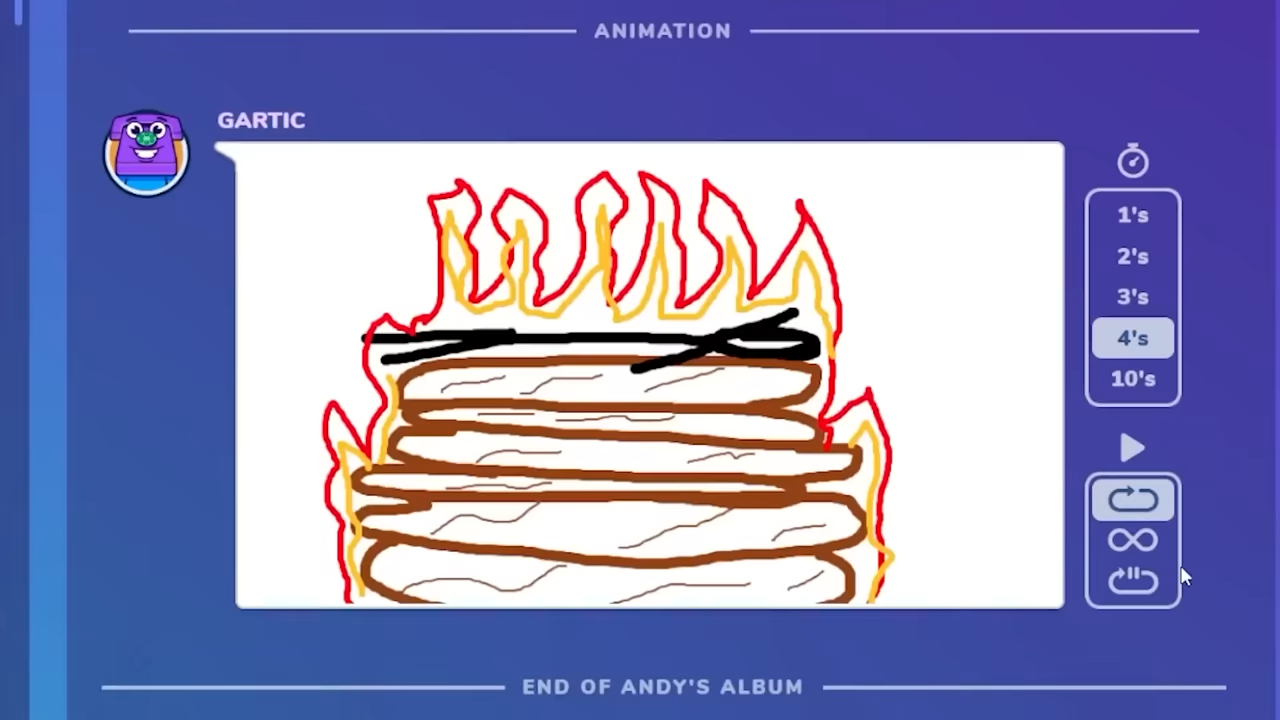 ANIMATION
GARTIC
1's
2's
3's
4's
10's
END OF ANDY'S ALBUM